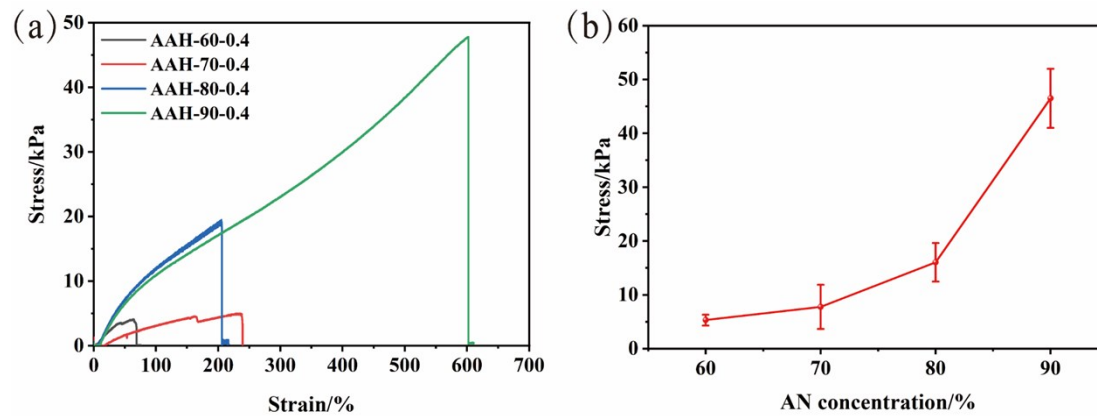 (a)
AAH-60-0.4
AAH-70-0.4
AAH-80-0.4
AAH-90-0.4
Stress/kPa
50
40
30
20
10
0
0 100 200 300 400 500 600 700
Strain/%
(b)
Stress/kPa
60
50
40
30
20
10
0
60 70 80 90
AN concentration/%